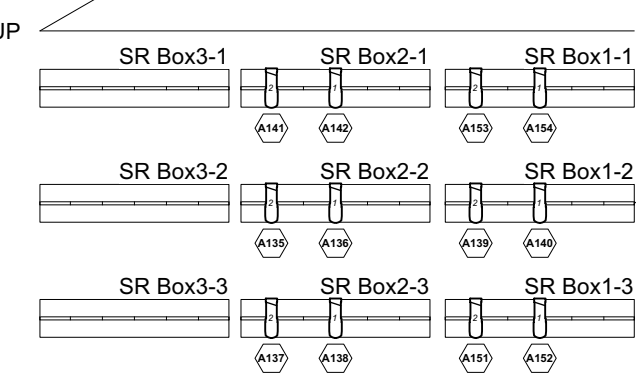 UP
SR Box3-1 SR Box2-1 SR Box1-1
2 1 2 1
A141 A142 A153 A154
SR Box3-2 SR Box2-2 SR Box1-2
2 1 2 1
A135 A136 A139 A140
SR Box3-3 SR Box2-3 SR Box1-3
2 1 2 1
A137 A138 A151 A152